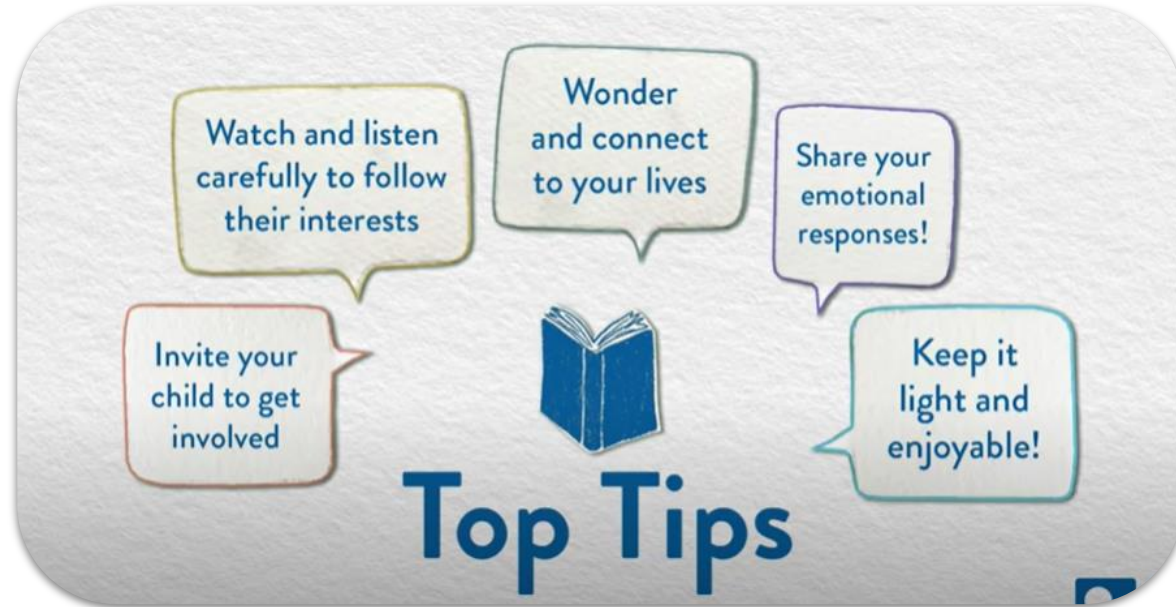 Invite your
child to get
involved
Watch and listen
carefully to follow
their interests
Wonder
and connect
to your lives
Share your
emotional
responses!
Keep it
light and
enjoyable!
Top Tips